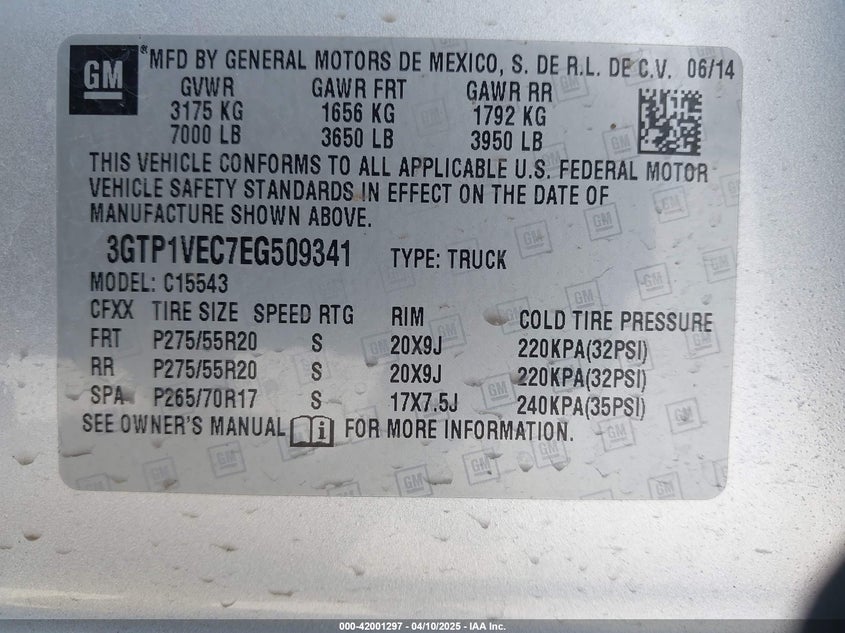 GM ® MFD BY GENERAL MOTORS DE MEXICO, S. DE R.L. DE C.V. 06/14
GVWR GAWR FRT GAWR RR
3175 KG 1656 KG 1792 KG
7000 LB 3650 LB 3950 LB
THIS VEHICLE CONFORMS TO ALL APPLICABLE U.S. FEDERAL MOTOR
VEHICLE SAFETY STANDARDS IN EFFECT ON THE DATE OF
MANUFACTURE SHOWN ABOVE.
3GTP1VEC7EG509341 TYPE: TRUCK
MODEL: C15543
CFXX TIRE SIZE SPEED RTG RIM COLD TIRE PRESSURE
FRT P275/55R20 S 20X9J 220KPA(32PSI)
RR P275/55R20 S 20X9J 220KPA(32PSI)
SPA P265/70R17 S 17X7.5J 240KPA(35PSI)
SEE OWNER'S MANUAL i FOR MORE INFORMATION.
000-42001297 - 04/10/2025 - IAA Inc.